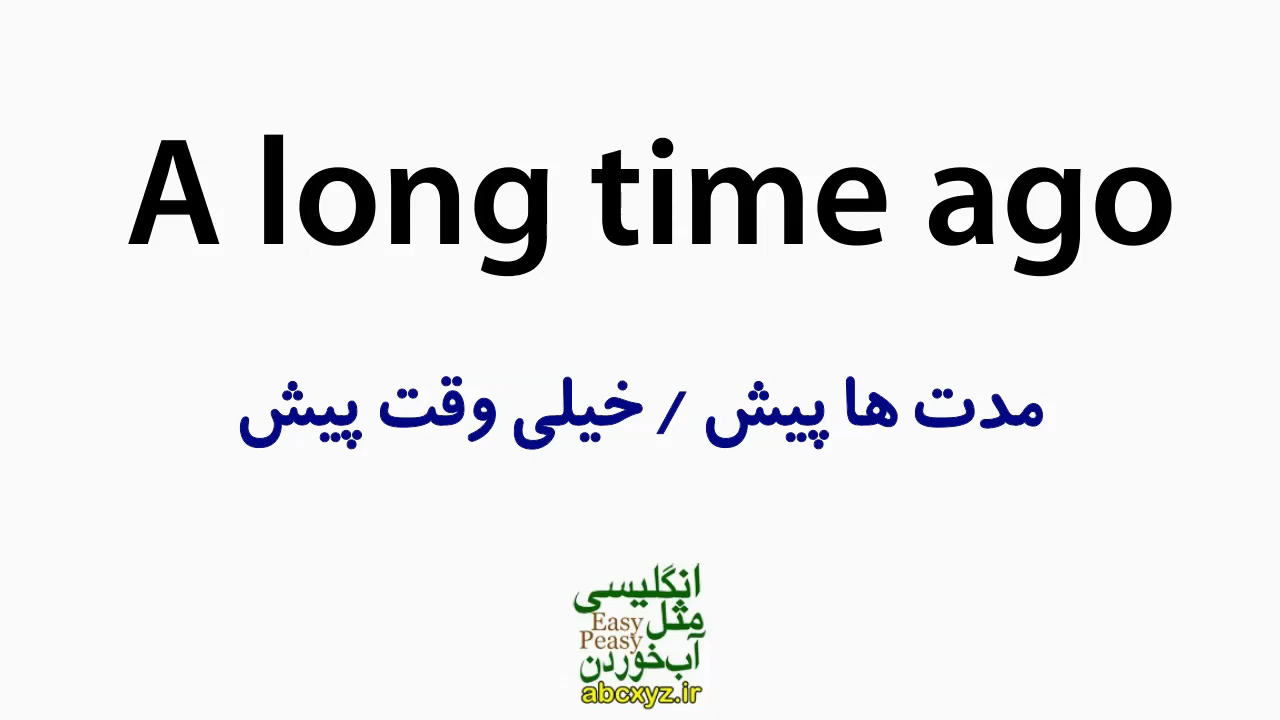 A long time ago
مدت ها پیش / خیلی وقت پیش
انگلیسی
مثل Easy
Peasy
آب‌خوردن
abcxyz.ir